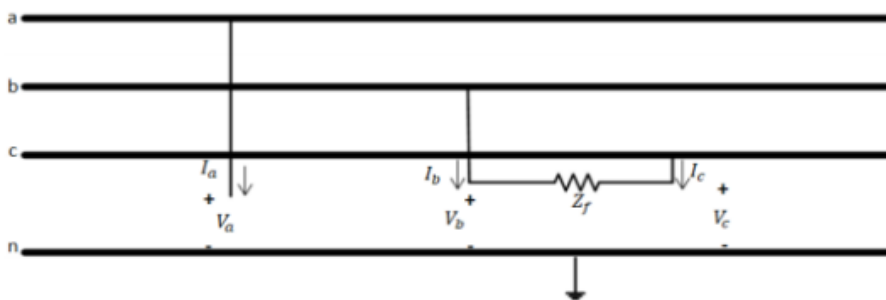 a
b
c
I_a I_b I_c
+ + +
Z_f
V_a V_b V_c
n - - -